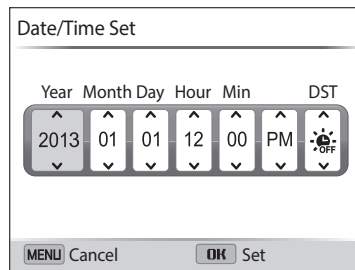 Date/Time Set
Year Month Day Hour Min DST
2013 01 01 12 00 PM OFF
MENU Cancel OK Set